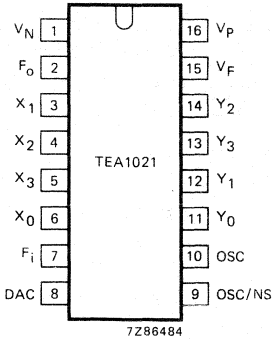 V_N 1 16 V_P
F_o 2 15 V_F
X_1 3 14 Y_2
X_2 4 13 Y_3
TEA1021
X_3 5 12 Y_1
X_0 6 11 Y_0
F_i 7 10 OSC
DAC 8 9 OSC/NS
7Z86484